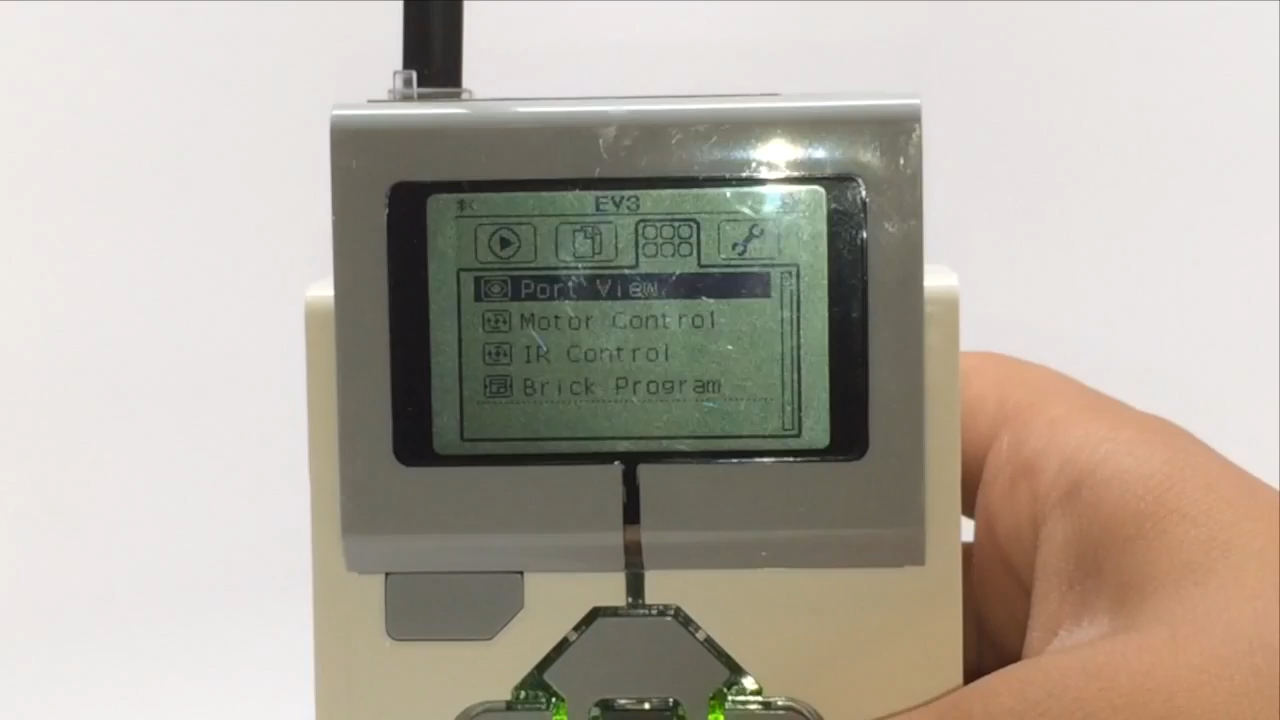 EV3
Port View
Motor Control
IR Control
Brick Program